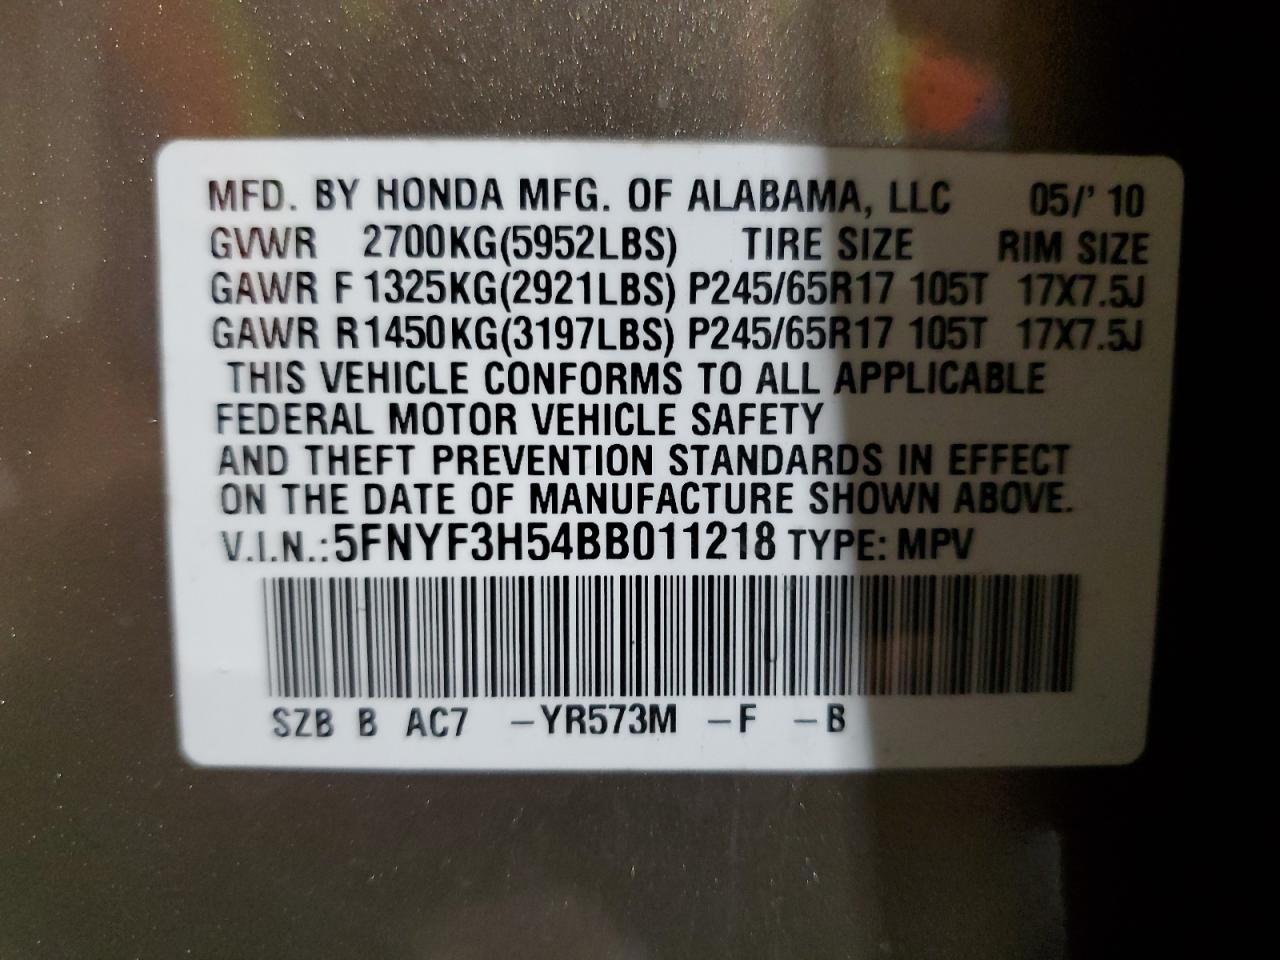 MFD. BY HONDA MFG. OF ALABAMA, LLC 05/' 10
GVWR 2700KG(5952LBS) TIRE SIZE RIM SIZE
GAWR F 1325KG(2921LBS) P245/65R17 105T 17X7.5J
GAWR R1450KG(3197LBS) P245/65R17 105T 17X7.5J
THIS VEHICLE CONFORMS TO ALL APPLICABLE
FEDERAL MOTOR VEHICLE SAFETY
AND THEFT PREVENTION STANDARDS IN EFFECT
ON THE DATE OF MANUFACTURE SHOWN ABOVE.
V.I.N.:5FNYF3H54BB011218 TYPE: MPV
SZB B AC7 –YR573M –F –B